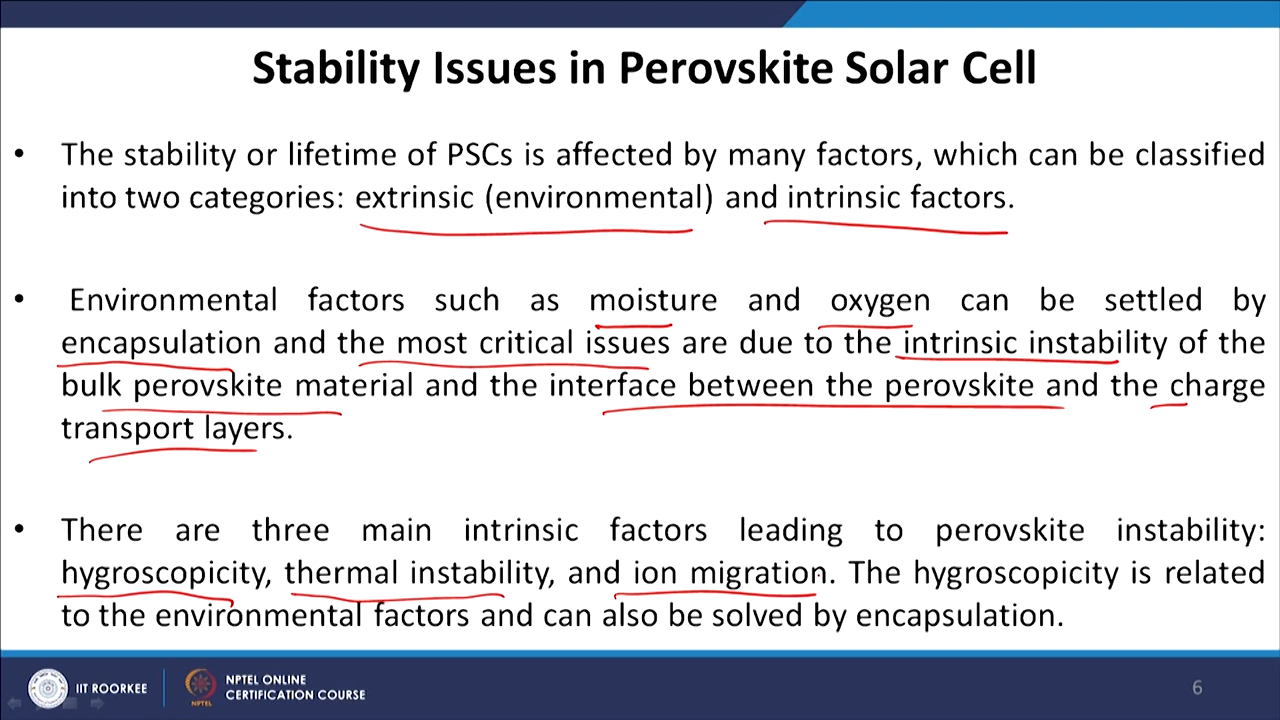 Stability Issues in Perovskite Solar Cell
• The stability or lifetime of PSCs is affected by many factors, which can be classified
into two categories: extrinsic (environmental) and intrinsic factors.
• Environmental factors such as moisture and oxygen can be settled by
encapsulation and the most critical issues are due to the intrinsic instability of the
bulk perovskite material and the interface between the perovskite and the charge
transport layers.
• There are three main intrinsic factors leading to perovskite instability:
hygroscopicity, thermal instability, and ion migration. The hygroscopicity is related
to the environmental factors and can also be solved by encapsulation.
IIT ROORKEE
NPTEL
NPTEL ONLINE
CERTIFICATION COURSE
6